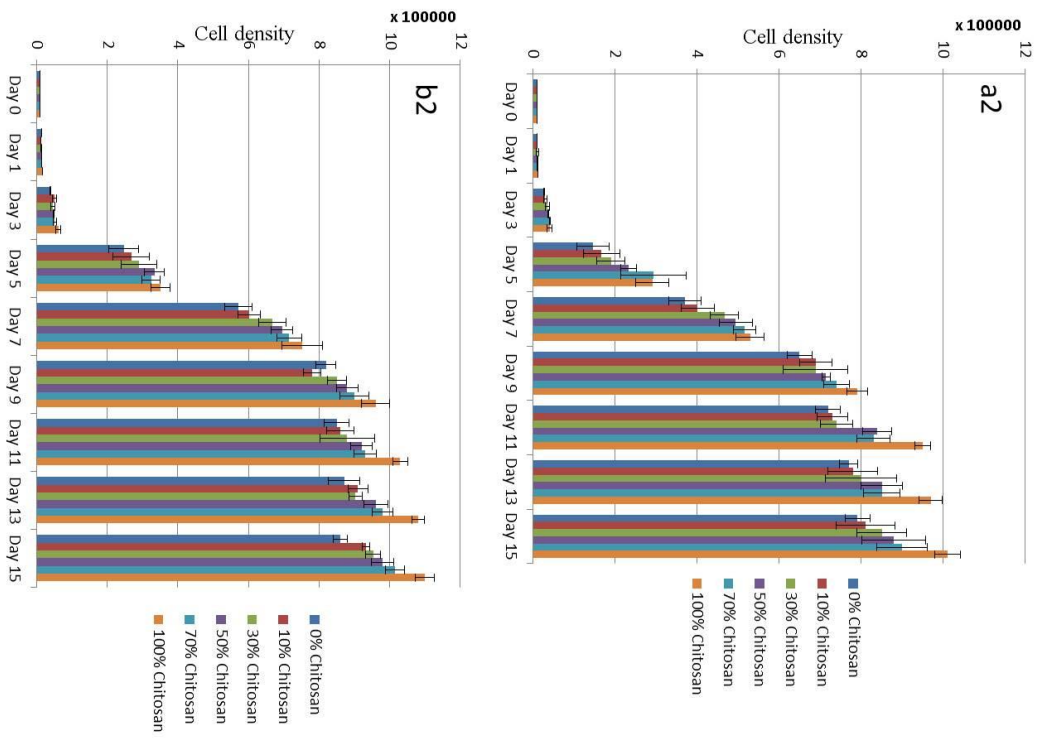 x 100000
12
10
8
6
4
2
0
Cell density
a2
Day 0
Day 1
Day 3
Day 5
Day 7
Day 9
Day 11
Day 13
Day 15
0% Chitosan
10% Chitosan
30% Chitosan
50% Chitosan
70% Chitosan
100% Chitosan
x 100000
12
10
8
6
4
2
0
Cell density
b2
Day 0
Day 1
Day 3
Day 5
Day 7
Day 9
Day 11
Day 13
Day 15
0% Chitosan
10% Chitosan
30% Chitosan
50% Chitosan
70% Chitosan
100% Chitosan